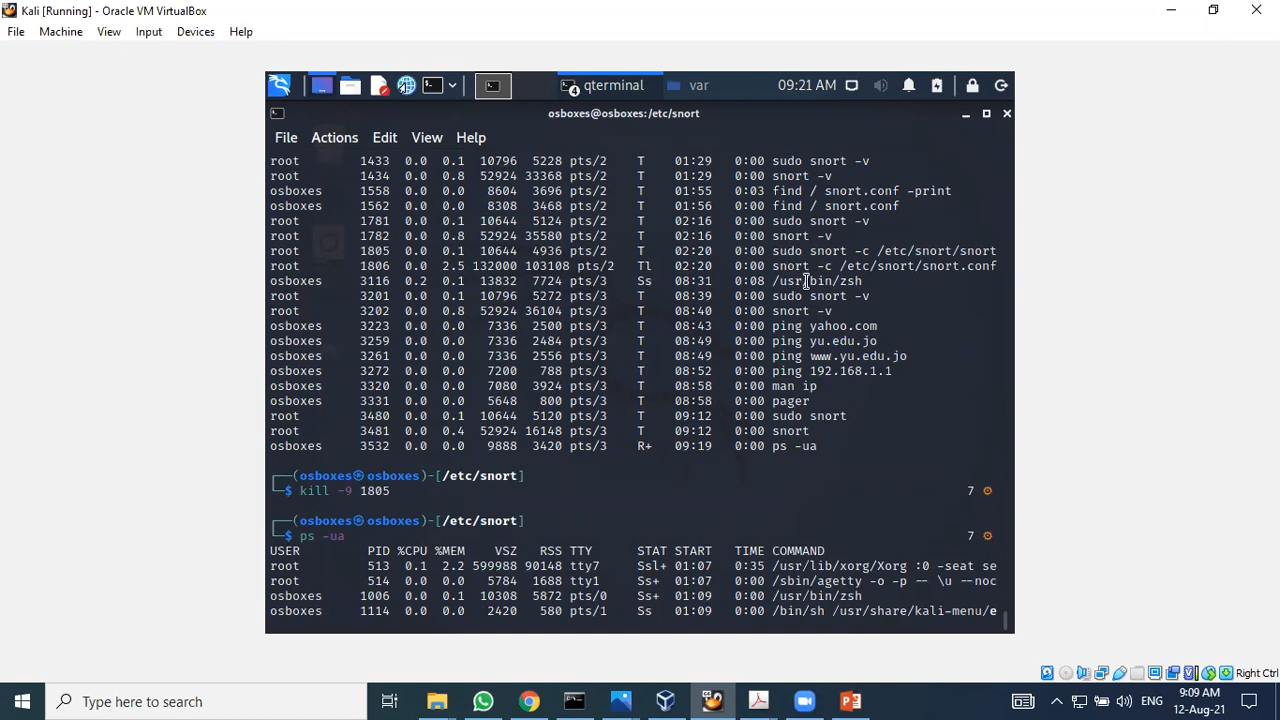 Kali [Running] - Oracle VM VirtualBox
File Machine View Input Devices Help
qterminal var 09:21 AM
4
osboxes@osboxes:/etc/snort
File Actions Edit View Help
root 1433 0.0 0.1 10796 5228 pts/2 T 01:29 0:00 sudo snort -v
root 1434 0.0 0.8 52924 33368 pts/2 T 01:29 0:00 snort -v
osboxes 1558 0.0 0.0 8604 3696 pts/2 T 01:55 0:03 find / snort.conf -print
osboxes 1562 0.0 0.0 8308 3468 pts/2 T 01:56 0:00 find / snort.conf
root 1781 0.0 0.1 10644 5124 pts/2 T 02:16 0:00 sudo snort -v
root 1782 0.0 0.8 52924 35580 pts/2 T 02:16 0:00 snort -v
root 1805 0.0 0.1 10644 4936 pts/2 T 02:20 0:00 sudo snort -c /etc/snort/snort
root 1806 0.0 2.5 132000 103108 pts/2 Tl 02:20 0:00 snort -c /etc/snort/snort.conf
osboxes 3116 0.2 0.1 13832 7724 pts/3 Ss 08:31 0:08 /usr/bin/zsh
root 3201 0.0 0.1 10796 5272 pts/3 T 08:39 0:00 sudo snort -v
root 3202 0.0 0.8 52924 36104 pts/3 T 08:40 0:00 snort -v
osboxes 3223 0.0 0.0 7336 2500 pts/3 T 08:43 0:00 ping yahoo.com
osboxes 3259 0.0 0.0 7336 2484 pts/3 T 08:49 0:00 ping yu.edu.jo
osboxes 3261 0.0 0.0 7336 2556 pts/3 T 08:49 0:00 ping www.yu.edu.jo
osboxes 3272 0.0 0.0 7200 788 pts/3 T 08:52 0:00 ping 192.168.1.1
osboxes 3320 0.0 0.0 7080 3924 pts/3 T 08:58 0:00 man ip
osboxes 3331 0.0 0.0 5648 800 pts/3 T 08:58 0:00 pager
root 3480 0.0 0.1 10644 5120 pts/3 T 09:12 0:00 sudo snort
root 3481 0.0 0.4 52924 16148 pts/3 T 09:12 0:00 snort
osboxes 3532 0.0 0.0 9888 3420 pts/3 R+ 09:19 0:00 ps -ua
┌──(osboxes㉿osboxes)-[/etc/snort]
└─$ kill -9 1805 7 ⚙
┌──(osboxes㉿osboxes)-[/etc/snort]
└─$ ps -ua 7 ⚙
USER PID %CPU %MEM VSZ RSS TTY STAT START TIME COMMAND
root 513 0.1 2.2 599988 90148 tty7 Ssl+ 01:07 0:35 /usr/lib/xorg/Xorg :0 -seat se
root 514 0.0 0.0 5784 1688 tty1 Ss+ 01:07 0:00 /sbin/agetty -o -p -- \u --noc
osboxes 1006 0.0 0.1 10308 5872 pts/0 Ss+ 01:09 0:00 /usr/bin/zsh
osboxes 1114 0.0 0.0 2420 580 pts/1 Ss 01:09 0:00 /bin/sh /usr/share/kali-menu/e
Right Ctrl
Type here to search
ENG
9:09 AM
12-Aug-21